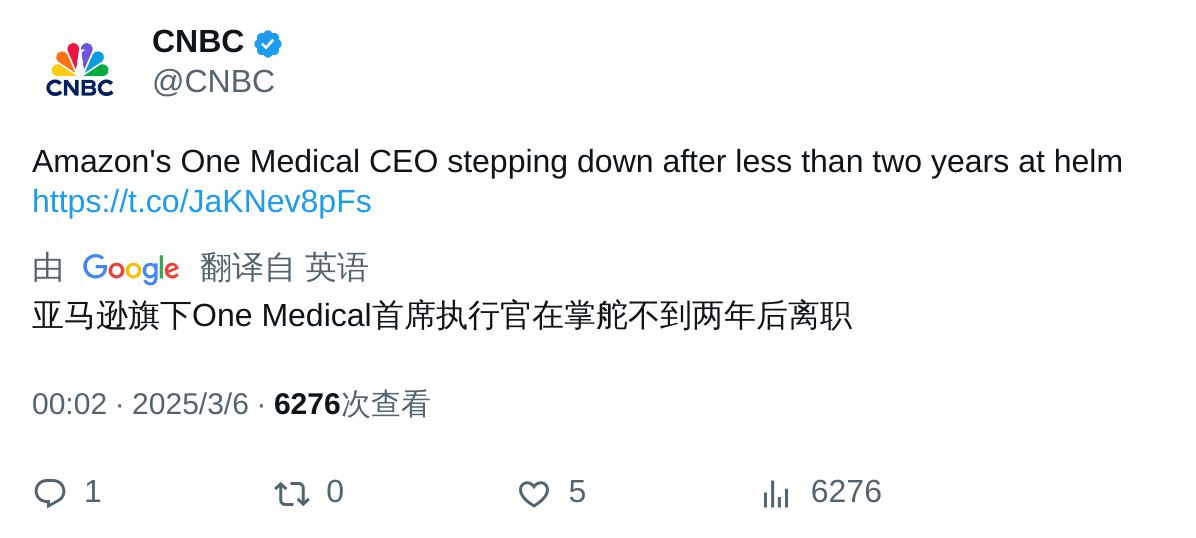 CNBC
CNBC
@CNBC
Amazon's One Medical CEO stepping down after less than two years at helm
https://t.co/JaKNev8pFs
由 Google 翻译自 英语
亚马逊旗下One Medical首席执行官在掌舵不到两年后离职
00:02 · 2025/3/6 · 6276次查看
1 0 5 6276